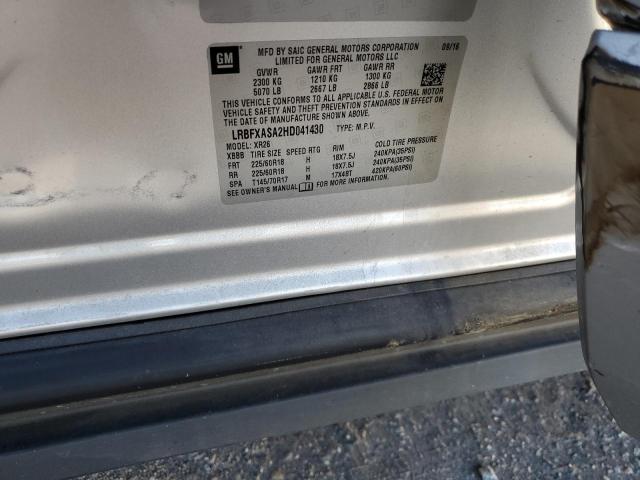 GM
MFD BY SAIC GENERAL MOTORS CORPORATION 09/16
LIMITED FOR GENERAL MOTORS LLC
GVWR GAWR FRT GAWR RR
2300 KG 1210 KG 1300 KG
5070 LB 2667 LB 2866 LB
THIS VEHICLE CONFORMS TO ALL APPLICABLE U.S. FEDERAL MOTOR
VEHICLE SAFETY AND THEFT PREVENTION STANDARDS IN EFFECT
ON THE DATE OF MANUFACTURE SHOWN ABOVE.
LRBFXASA2HD041430 TYPE: M.P.V.
MODEL: XR26
XBBB TIRE SIZE SPEED RTG RIM COLD TIRE PRESSURE
FRT 225/60R18 H 18X7.5J 240KPA(35PSI)
RR 225/60R18 H 18X7.5J 240KPA(35PSI)
SPA T145/70R17 M 17X4BT 420KPA(60PSI)
SEE OWNER'S MANUAL